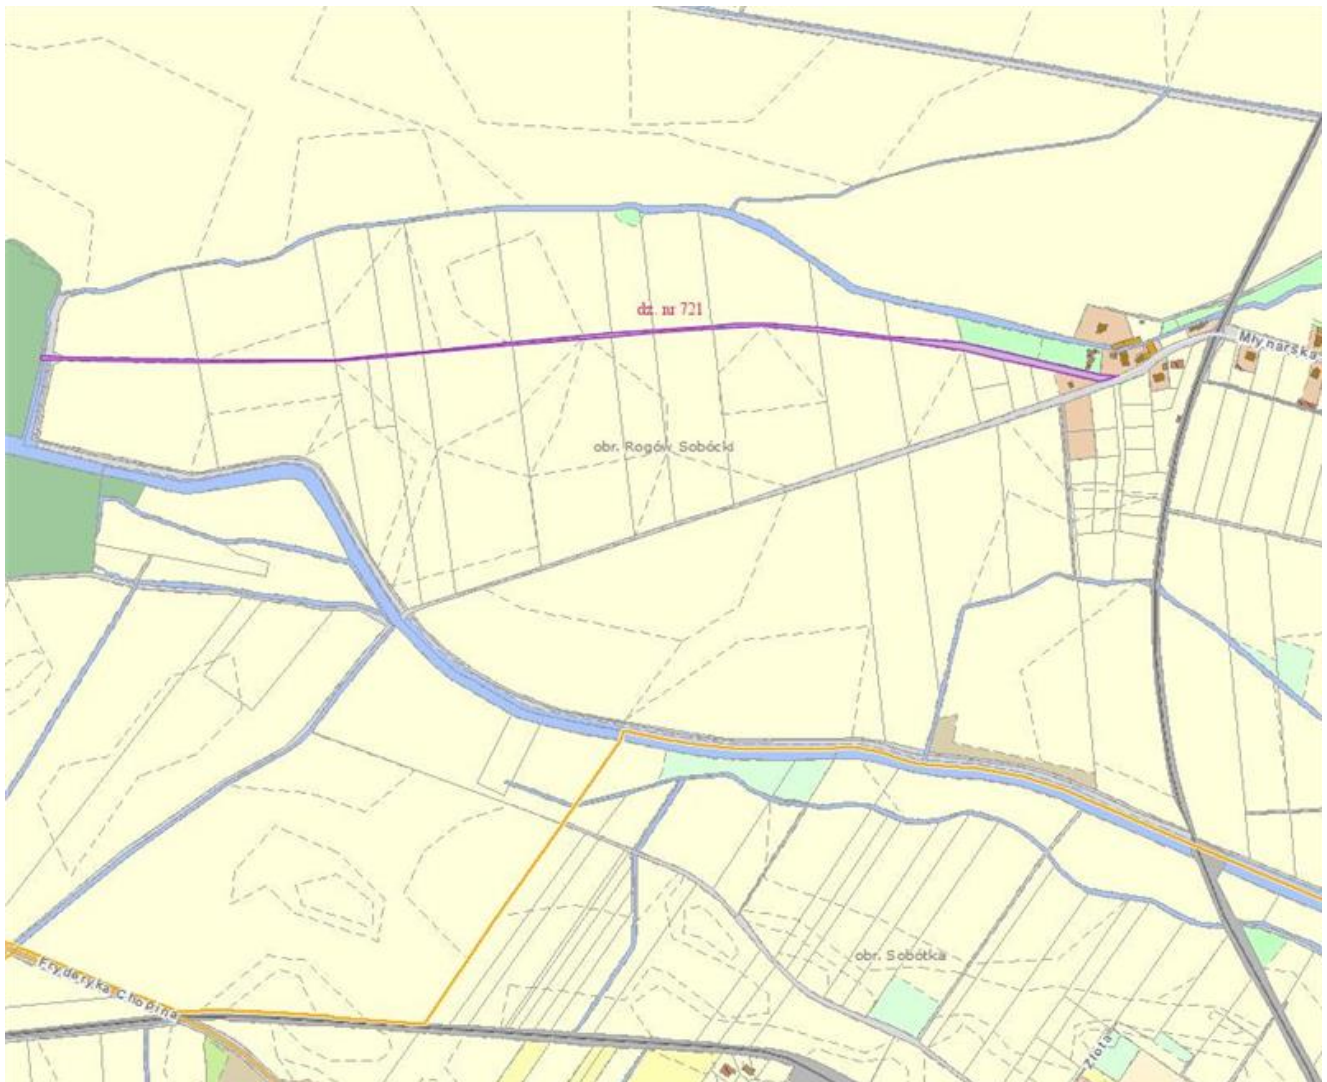 dz. nr 721
Młynarska
obr. Rogów Sobócki
obr. Sobótka
Fryderyka Chopina
Złota